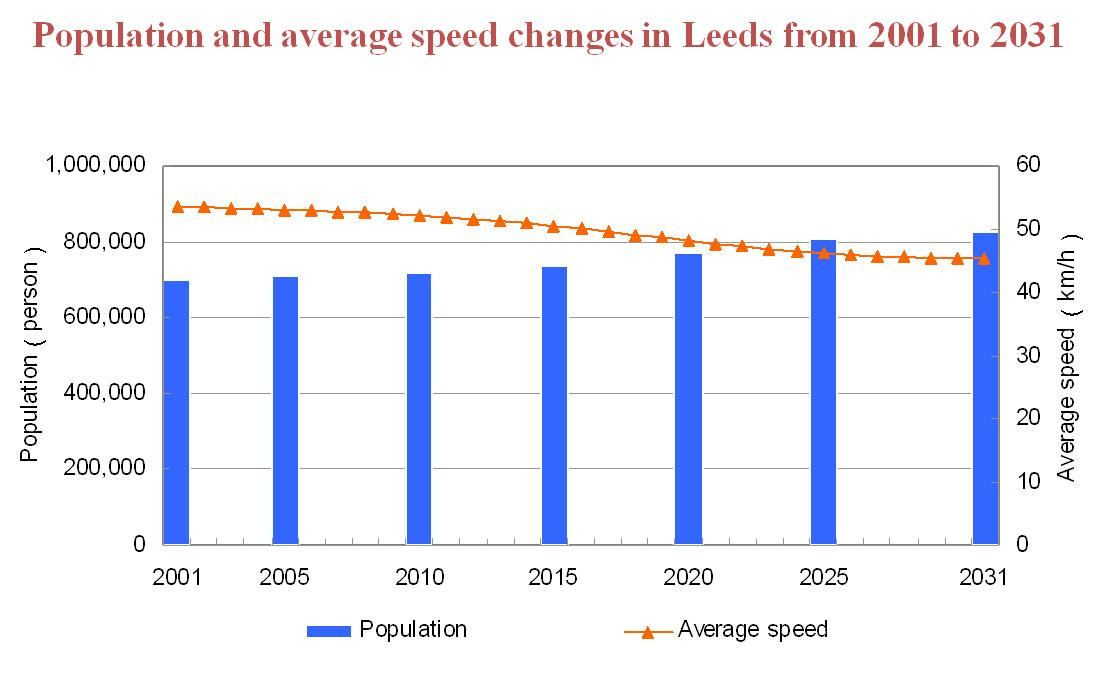 Population and average speed changes in Leeds from 2001 to 2031
1,000,000
800,000
600,000
400,000
200,000
0
Population ( person )
60
50
40
30
20
10
0
Average speed ( km/h )
2001 2005 2010 2015 2020 2025 2031
Population Average speed